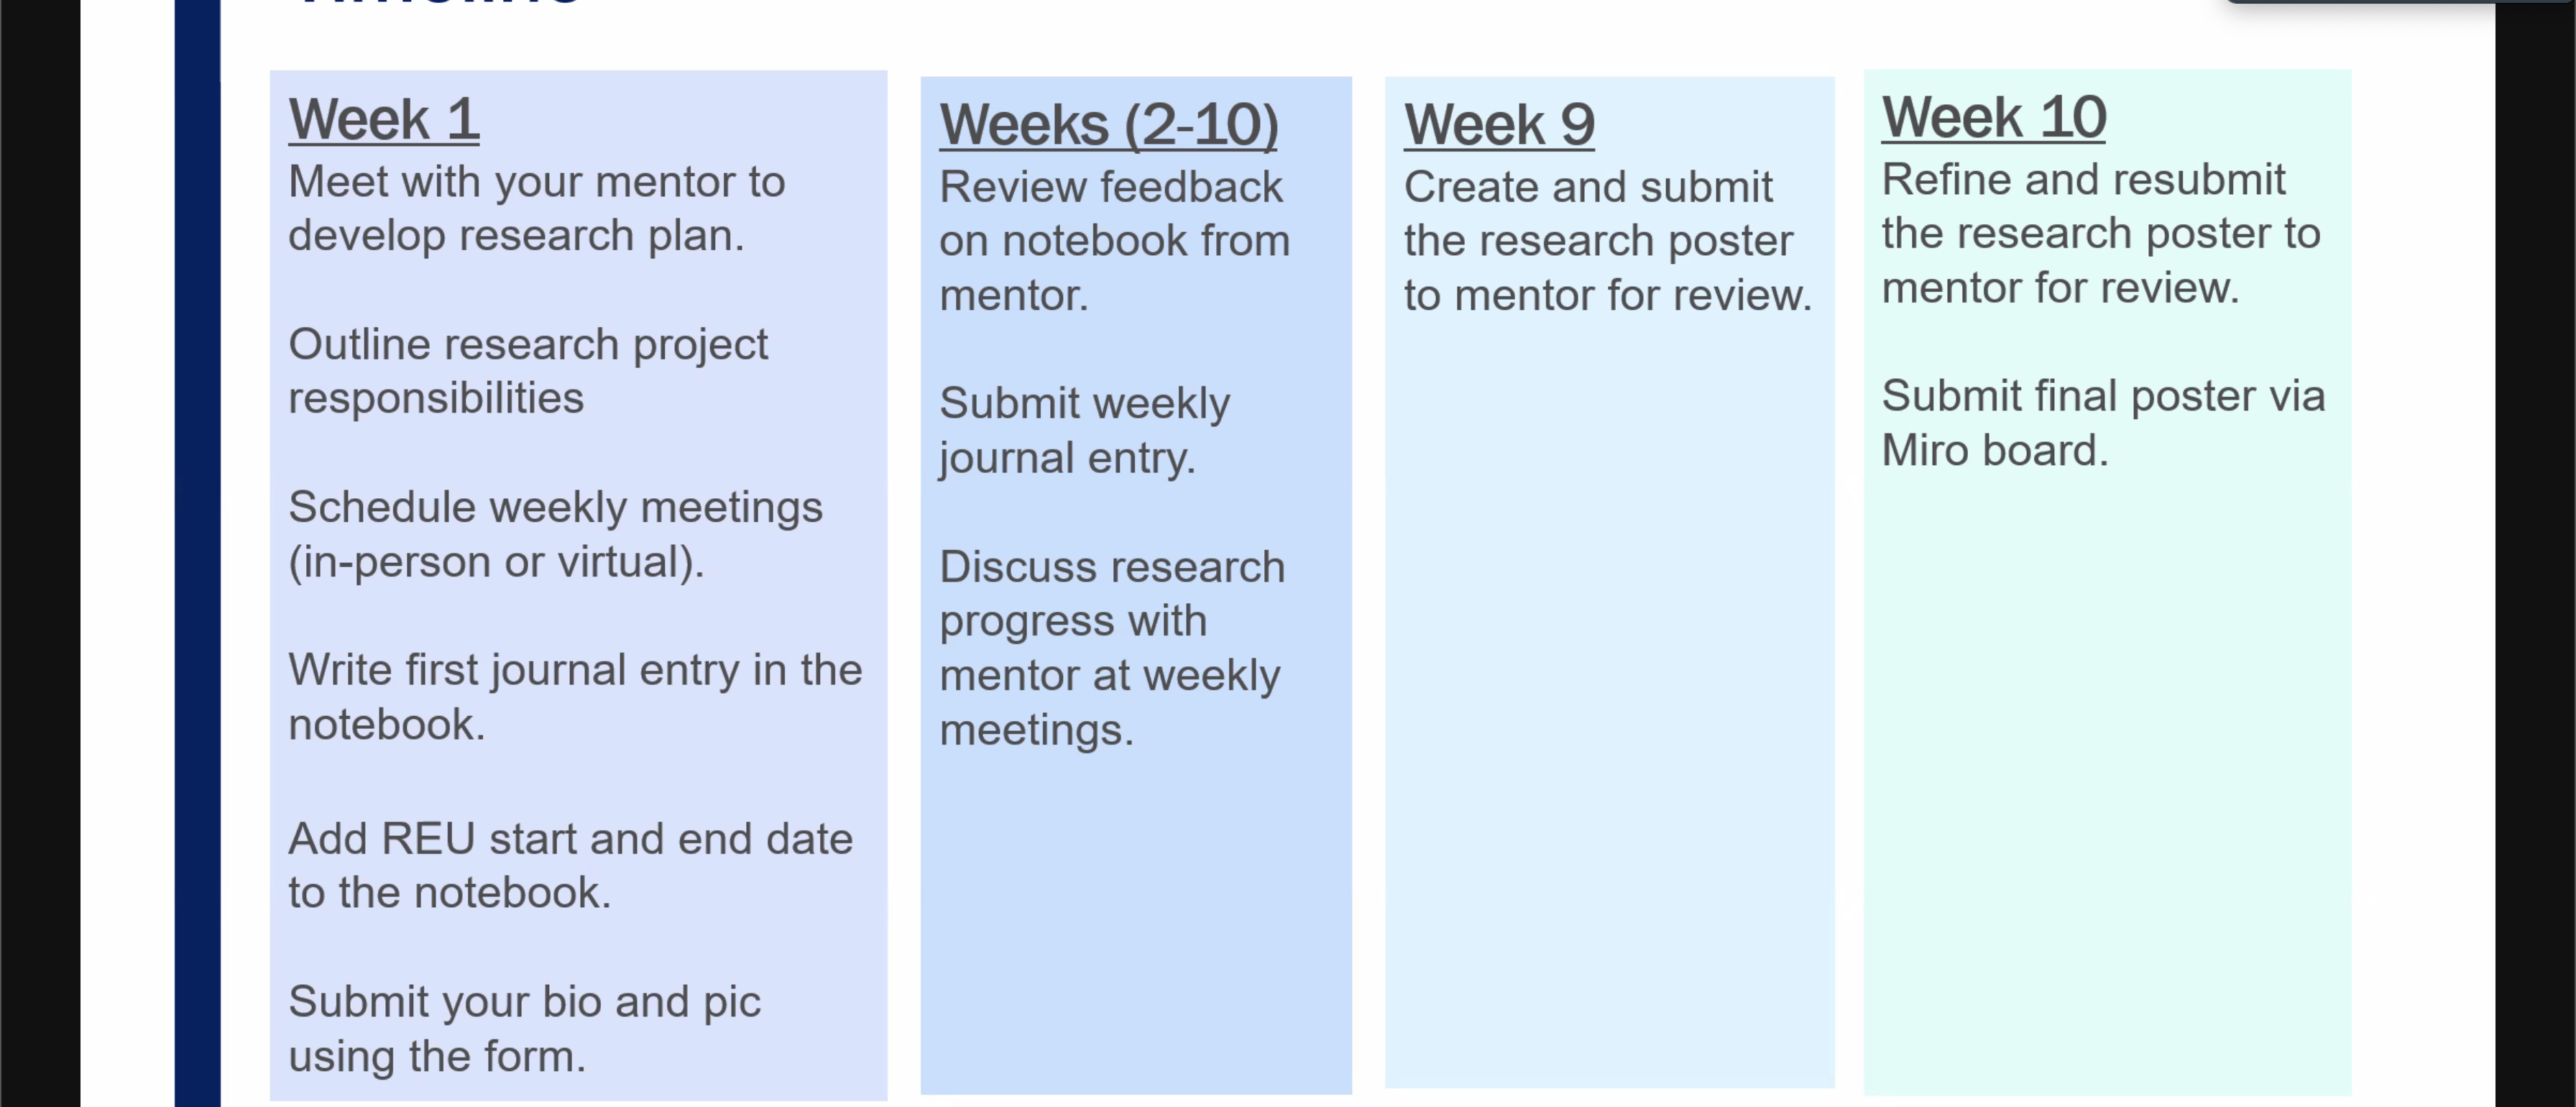 Week 1
Meet with your mentor to
develop research plan.
Outline research project
responsibilities
Schedule weekly meetings
(in-person or virtual).
Write first journal entry in the
notebook.
Add REU start and end date
to the notebook.
Submit your bio and pic
using the form.
Weeks (2-10)
Review feedback
on notebook from
mentor.
Submit weekly
journal entry.
Discuss research
progress with
mentor at weekly
meetings.
Week 9
Create and submit
the research poster
to mentor for review.
Week 10
Refine and resubmit
the research poster to
mentor for review.
Submit final poster via
Miro board.